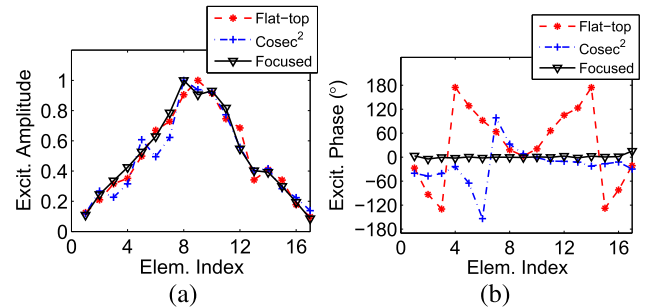 Flat−top
Cosec²
Focused
Excit. Amplitude
1
0.8
0.6
0.4
0.2
0
0 4 8 12 16
Elem. Index
(a)
Flat−top
Cosec²
Focused
Excit. Phase (°)
180
120
60
0
−60
−120
−180
0 4 8 12 16
Elem. Index
(b)